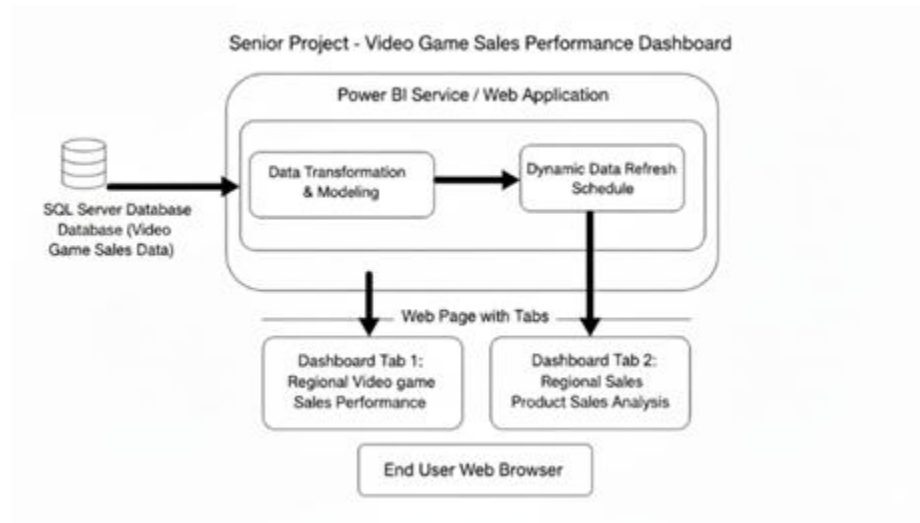 Senior Project - Video Game Sales Performance Dashboard
Power BI Service / Web Application
Data Transformation
& Modeling
Dynamic Data Refresh
Schedule
SQL Server Database
Database (Video
Game Sales Data)
Web Page with Tabs
Dashboard Tab 1:
Regional Video game
Sales Performance
Dashboard Tab 2:
Regional Sales
Product Sales Analysis
End User Web Browser